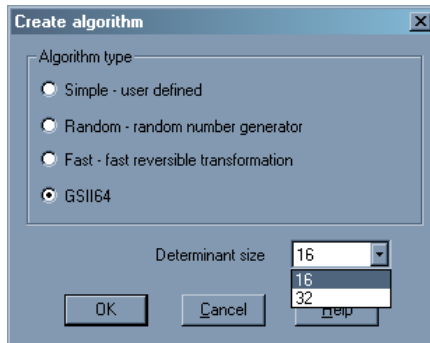 Create algorithm
Algorithm type
Simple - user defined
Random - random number generator
Fast - fast reversible transformation
GSII64
Determinant size 16
16
32
OK Cancel Help